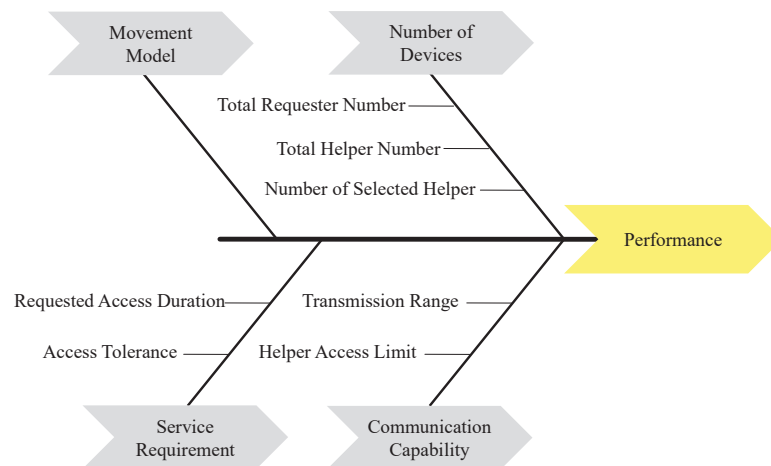 Movement
Model
Number of
Devices
Total Requester Number
Total Helper Number
Number of Selected Helper
Performance
Requested Access Duration
Transmission Range
Access Tolerance
Helper Access Limit
Service
Requirement
Communication
Capability